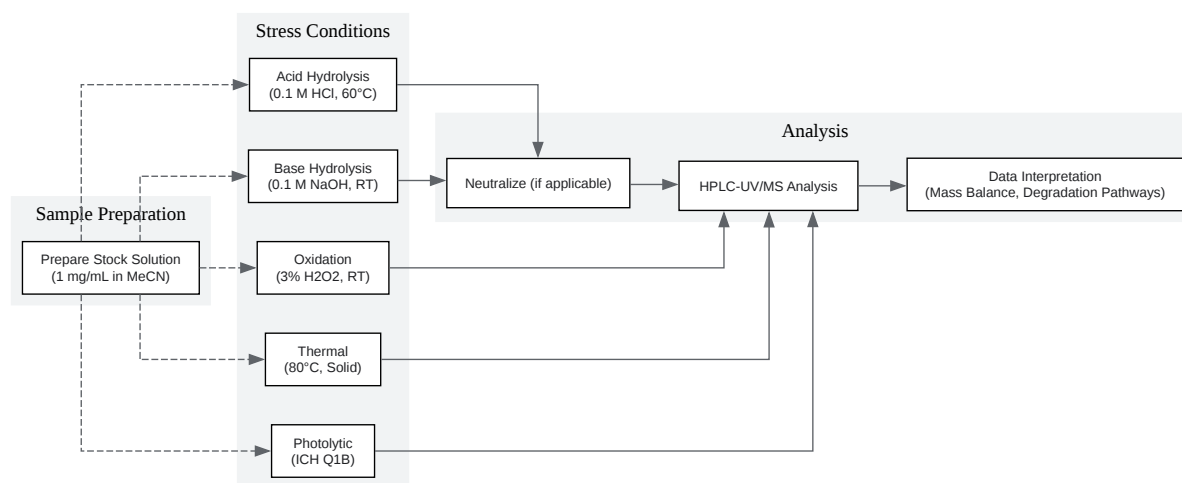 Stress Conditions
Acid Hydrolysis
(0.1 M HCl, 60°C)
Base Hydrolysis
(0.1 M NaOH, RT)
Oxidation
(3% H2O2, RT)
Thermal
(80°C, Solid)
Photolytic
(ICH Q1B)
Sample Preparation
Prepare Stock Solution
(1 mg/mL in MeCN)
Analysis
Neutralize (if applicable)
HPLC-UV/MS Analysis
Data Interpretation
(Mass Balance, Degradation Pathways)